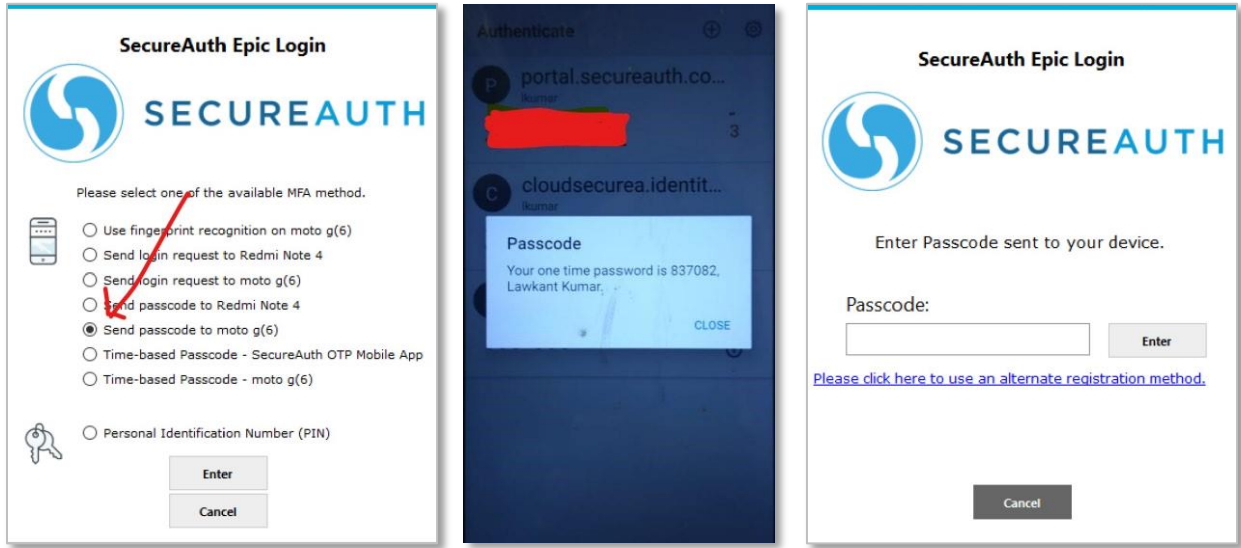 SecureAuth Epic Login
SECUREAUTH
Please select one of the available MFA method.
Use fingerprint recognition on moto g(6)
Send login request to Redmi Note 4
Send login request to moto g(6)
Send passcode to Redmi Note 4
Send passcode to moto g(6)
Time-based Passcode - SecureAuth OTP Mobile App
Time-based Passcode - moto g(6)
Personal Identification Number (PIN)
Enter
Cancel
Authenticate
P
portal.secureauth.co...
lkumar
3
C
cloudsecurea.identit...
lkumar
Passcode
Your one time password is 837082,
Lawkant Kumar.
CLOSE
SecureAuth Epic Login
SECUREAUTH
Enter Passcode sent to your device.
Passcode:
Enter
Please click here to use an alternate registration method.
Cancel